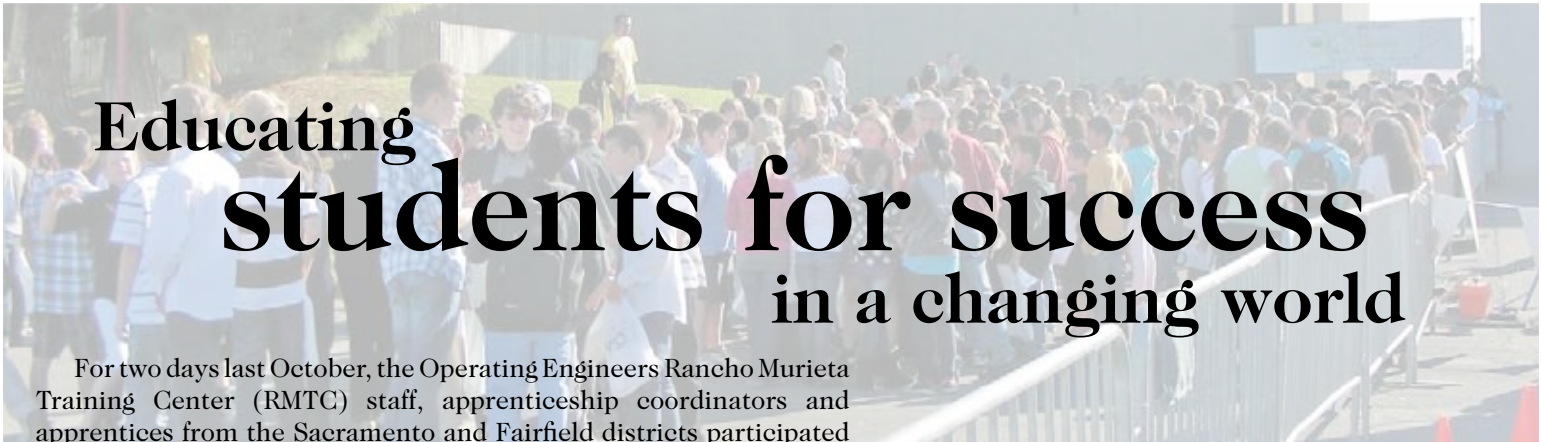 Educating
students for success
in a changing world
For two days last October, the Operating Engineers Rancho Murieta
Training Center (RMTC) staff, apprenticeship coordinators and
apprentices from the Sacramento and Fairfield districts participated